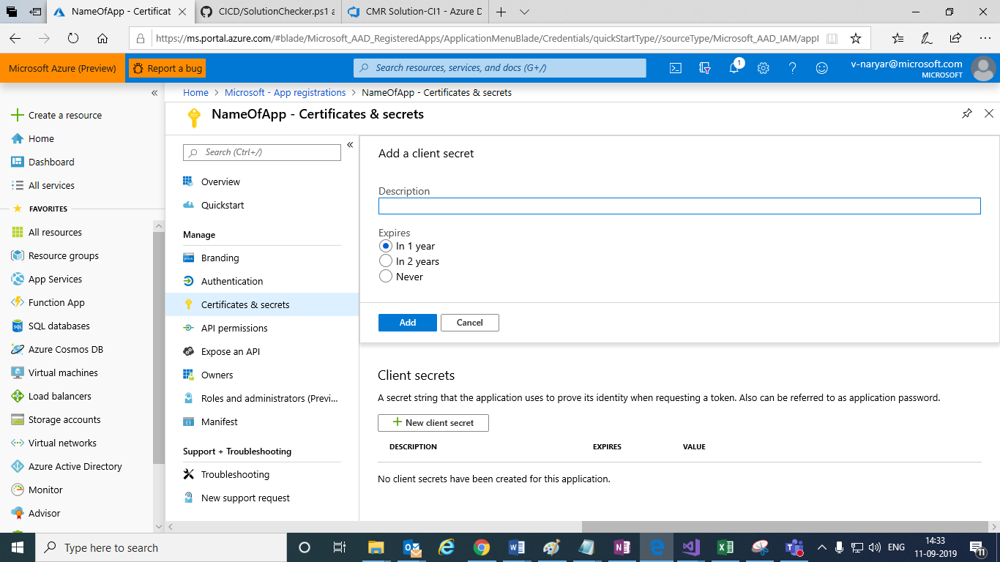 NameOfApp - Certificat
CICD/SolutionChecker.ps1 a
CMR Solution-CI1 - Azure D
https://ms.portal.azure.com/#blade/Microsoft_AAD_RegisteredApps/ApplicationMenuBlade/Credentials/quickStartType//sourceType/Microsoft_AAD_IAM/appI
Microsoft Azure (Preview)
Report a bug
Search resources, services, and docs (G+/)
1
v-naryar@microsoft.com
MICROSOFT
Home > Microsoft - App registrations > NameOfApp - Certificates & secrets
Create a resource
Home
Dashboard
All services
FAVORITES
All resources
Resource groups
App Services
Function App
SQL databases
Azure Cosmos DB
Virtual machines
Load balancers
Storage accounts
Virtual networks
Azure Active Directory
Monitor
Advisor
NameOfApp - Certificates & secrets
Search (Ctrl+/)
Overview
Quickstart
Manage
Branding
Authentication
Certificates & secrets
API permissions
Expose an API
Owners
Roles and administrators (Previ...
Manifest
Support + Troubleshooting
Troubleshooting
New support request
Add a client secret
Description
Expires
In 1 year
In 2 years
Never
Add
Cancel
Client secrets
A secret string that the application uses to prove its identity when requesting a token. Also can be referred to as application password.
New client secret
DESCRIPTION EXPIRES VALUE
No client secrets have been created for this application.
Type here to search
ENG
14:33
11-09-2019
11